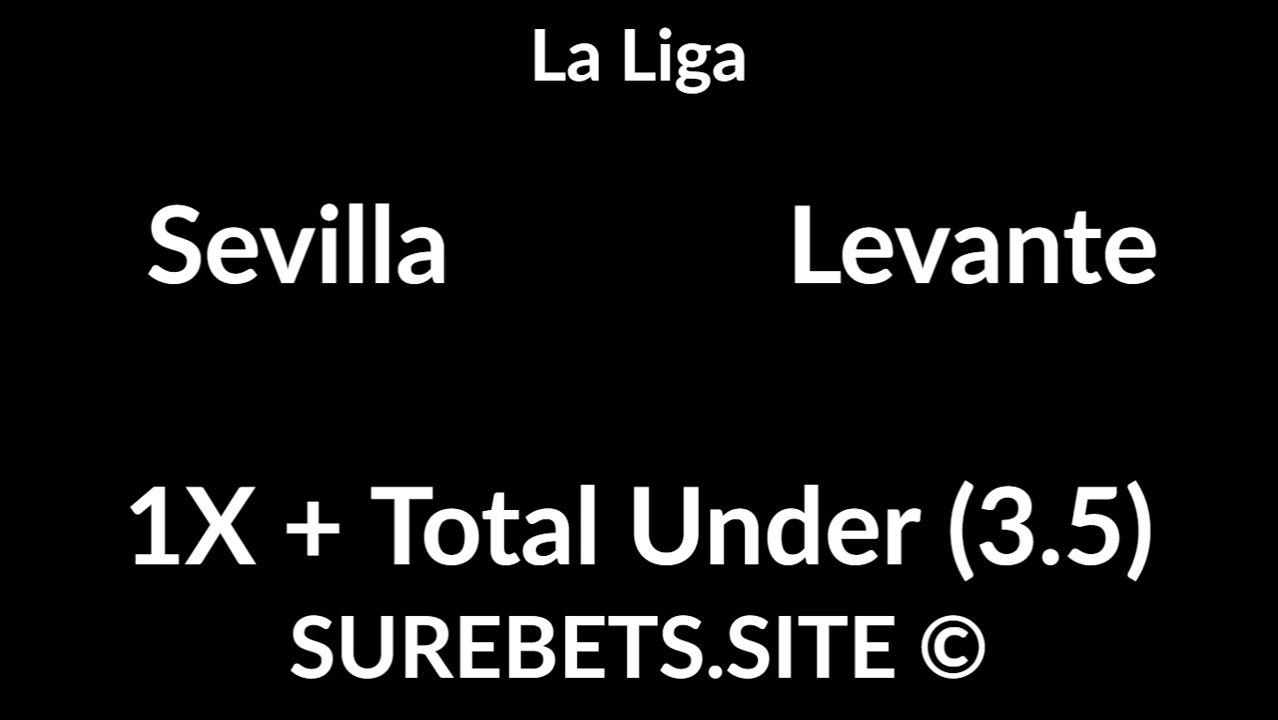 La Liga
Sevilla Levante
1X + Total Under (3.5)
SUREBETS.SITE ©